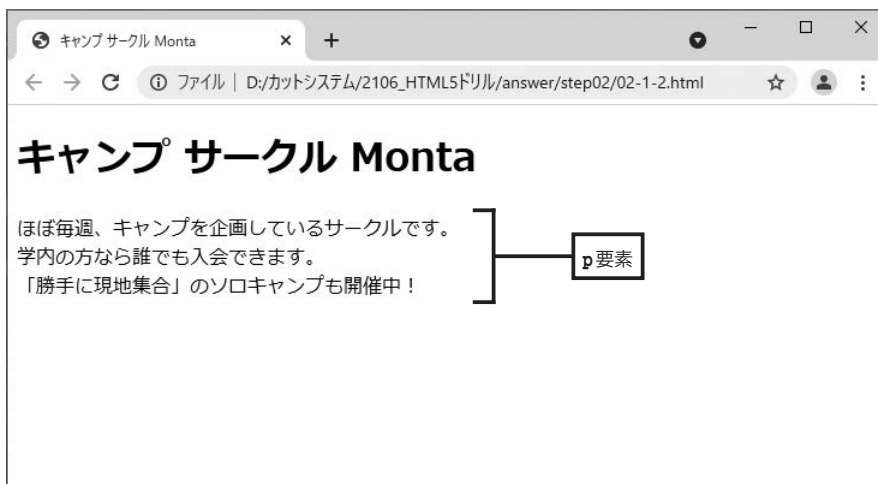 キャンプ サークル Monta
ファイル | D:/カットシステム/2106_HTML5ドリル/answer/step02/02-1-2.html
キャンプ サークル Monta
ほぼ毎週、キャンプを企画しているサークルです。
学内の方なら誰でも入会できます。
「勝手に現地集合」のソロキャンプも開催中！
p要素